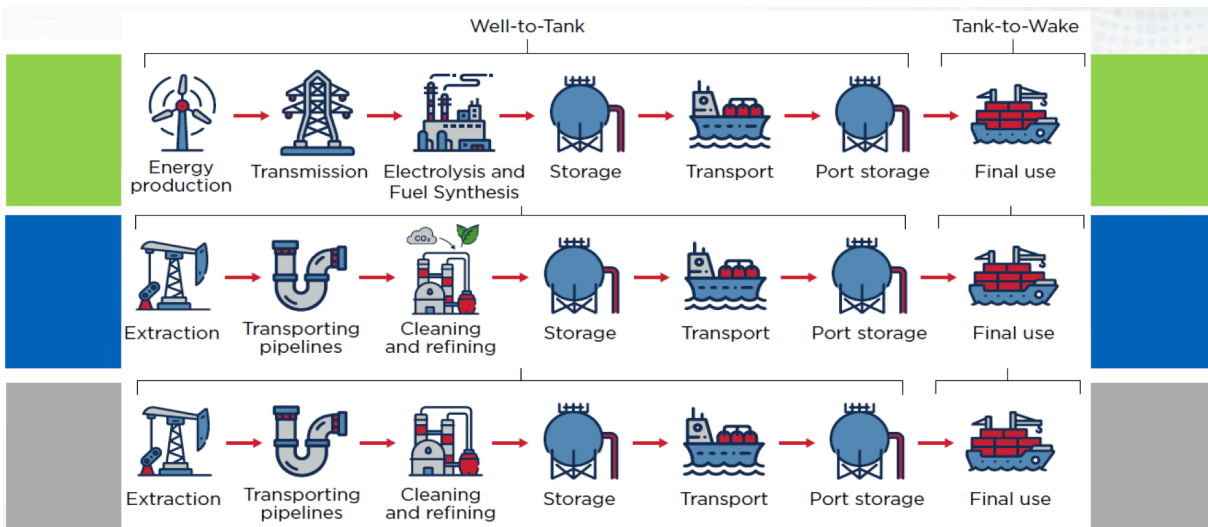 Well-to-Tank
Tank-to-Wake
Energy
production
Transmission
Electrolysis and
Fuel Synthesis
Storage
Transport
Port storage
Final use
CO₂
Extraction
Transporting
pipelines
Cleaning
and refining
Storage
Transport
Port storage
Final use
Extraction
Transporting
pipelines
Cleaning
and refining
Storage
Transport
Port storage
Final use